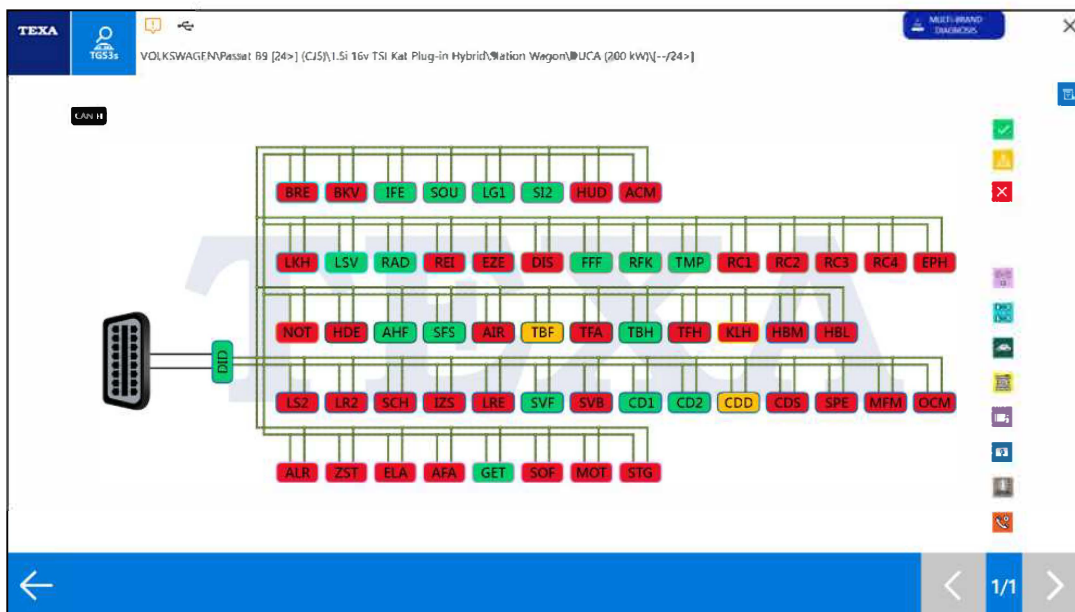 TEXA
TGS3s
MULTI-BRAND
DIAGNOSIS
VOLKSWAGEN\Passat B9 [24>] (CJ5)\1.5i 16v TSI Kat Plug-in Hybrid\Station Wagon\DUCA (200 kW)\[--/24>]
CAN H
BRE BKV IFE SOU LG1 SI2 HUD ACM
LKH LSV RAD REI EZE DIS FFF RFK TMP RC1 RC2 RC3 RC4 EPH
TEXA
NOT HDE AHF SFS AIR TBF TFA TBH TFH KLH HBM HBL
DID
LS2 LR2 SCH IZS LRE SVF SVB CD1 CD2 CDD CDS SPE MFM OCM
ALR ZST ELA AFA GET SOF MOT STG
1/1